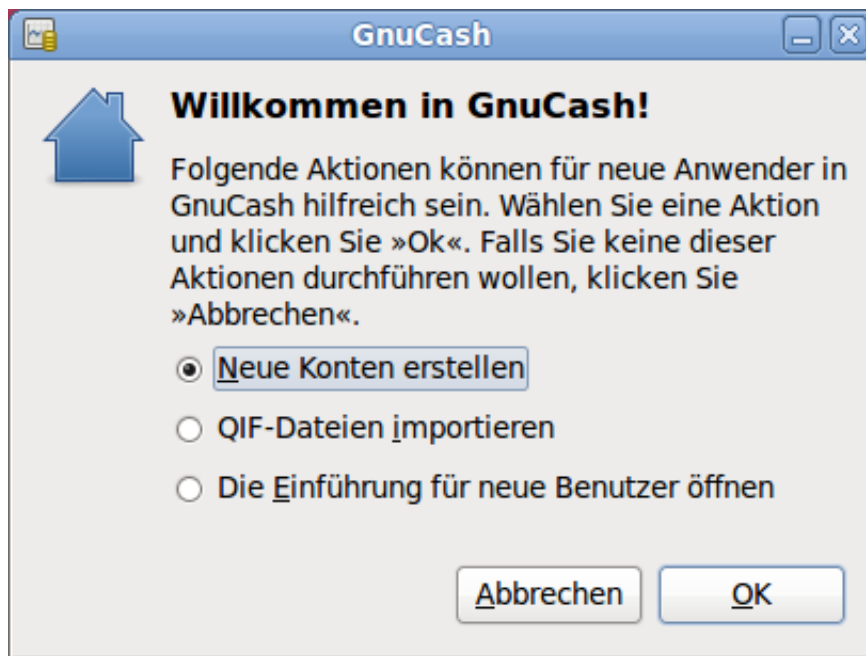 GnuCash
Willkommen in GnuCash!
Folgende Aktionen können für neue Anwender in
GnuCash hilfreich sein. Wählen Sie eine Aktion
und klicken Sie »Ok«. Falls Sie keine dieser
Aktionen durchführen wollen, klicken Sie
»Abbrechen«.
Neue Konten erstellen
QIF-Dateien importieren
Die Einführung für neue Benutzer öffnen
Abbrechen OK